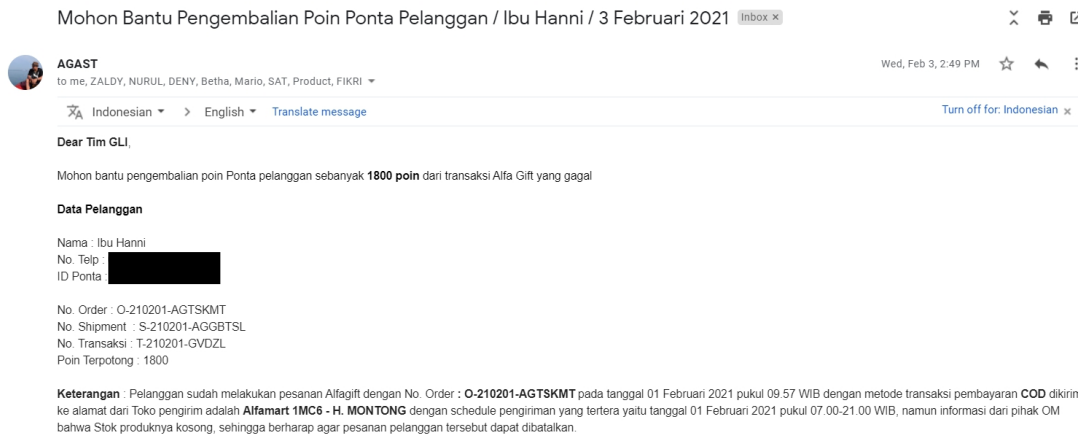 Mohon Bantu Pengembalian Poin Ponta Pelanggan / Ibu Hanni / 3 Februari 2021 Inbox ×
AGAST Wed, Feb 3, 2:49 PM
to me, ZALDY, NURUL, DENY, Betha, Mario, SAT, Product, FIKRI
Indonesian > English Translate message Turn off for: Indonesian ×
Dear Tim GLI,
Mohon bantu pengembalian poin Ponta pelanggan sebanyak 1800 poin dari transaksi Alfa Gift yang gagal
Data Pelanggan
Nama : Ibu Hanni
No. Telp :
ID Ponta :
No. Order : O-210201-AGTSKMT
No. Shipment : S-210201-AGGBTSL
No. Transaksi : T-210201-GVDZL
Poin Terpotong : 1800
Keterangan : Pelanggan sudah melakukan pesanan Alfagift dengan No. Order : O-210201-AGTSKMT pada tanggal 01 Februari 2021 pukul 09.57 WIB dengan metode transaksi pembayaran COD dikirim
ke alamat dari Toko pengirim adalah Alfamart 1MC6 - H. MONTONG dengan schedule pengiriman yang tertera yaitu tanggal 01 Februari 2021 pukul 07.00-21.00 WIB, namun informasi dari pihak OM
bahwa Stok produknya kosong, sehingga berharap agar pesanan pelanggan tersebut dapat dibatalkan.